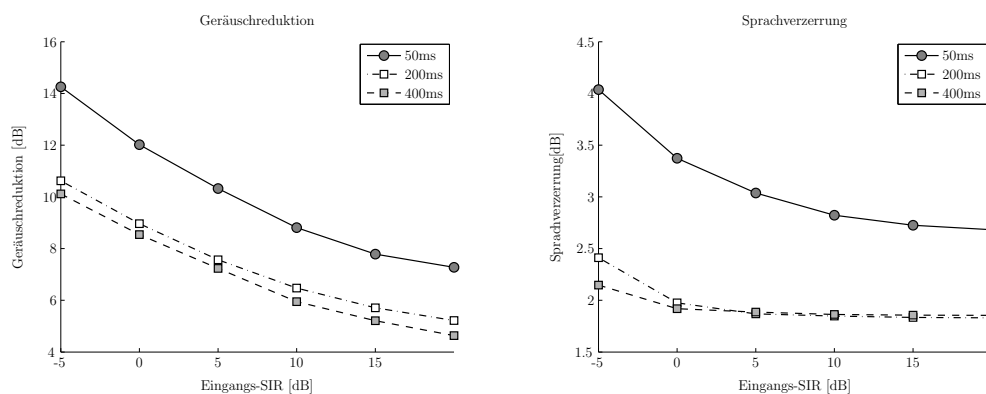 Geräuschreduktion
16
14
12
10
8
6
4
Geräuschreduktion [dB]
-5
0
5
10
15
Eingangs-SIR [dB]
50ms
200ms
400ms
Sprachverzerrung
4.5
4
3.5
3
2.5
2
1.5
Sprachverzerrung[dB]
-5
0
5
10
15
Eingangs-SIR [dB]
50ms
200ms
400ms